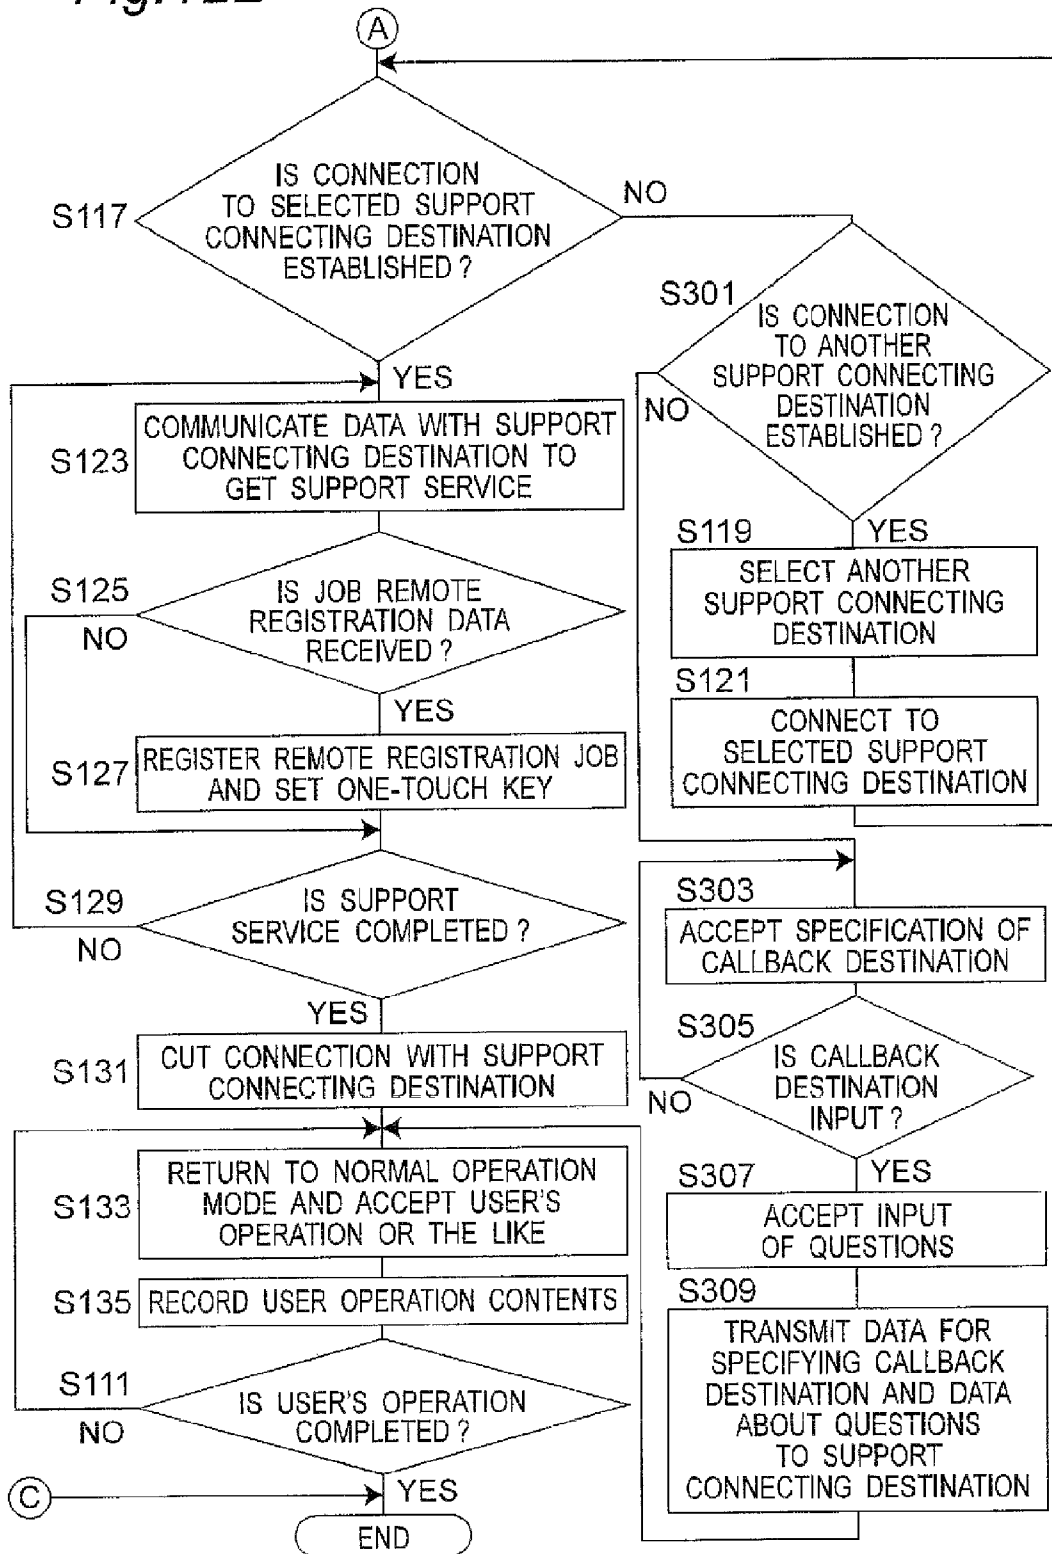 A
S117
IS CONNECTION
TO SELECTED SUPPORT
CONNECTING DESTINATION
ESTABLISHED ?
NO
YES
S301
IS CONNECTION
TO ANOTHER
SUPPORT CONNECTING
DESTINATION
ESTABLISHED ?
NO
YES
S123
COMMUNICATE DATA WITH SUPPORT
CONNECTING DESTINATION TO
GET SUPPORT SERVICE
S119
SELECT ANOTHER
SUPPORT CONNECTING
DESTINATION
S125
NO
IS JOB REMOTE
REGISTRATION DATA
RECEIVED ?
YES
S121
CONNECT TO
SELECTED SUPPORT
CONNECTING DESTINATION
S127
REGISTER REMOTE REGISTRATION JOB
AND SET ONE-TOUCH KEY
S129
NO
IS SUPPORT
SERVICE COMPLETED ?
YES
S303
ACCEPT SPECIFICATION OF
CALLBACK DESTINATION
S131
CUT CONNECTION WITH SUPPORT
CONNECTING DESTINATION
S305
IS CALLBACK
DESTINATION
INPUT ?
NO
YES
S133
RETURN TO NORMAL OPERATION
MODE AND ACCEPT USER'S
OPERATION OR THE LIKE
S307
ACCEPT INPUT
OF QUESTIONS
S135
RECORD USER OPERATION CONTENTS
S309
TRANSMIT DATA FOR
SPECIFYING CALLBACK
DESTINATION AND DATA
ABOUT QUESTIONS
TO SUPPORT
CONNECTING DESTINATION
S111
NO
IS USER'S OPERATION
COMPLETED ?
YES
C
END